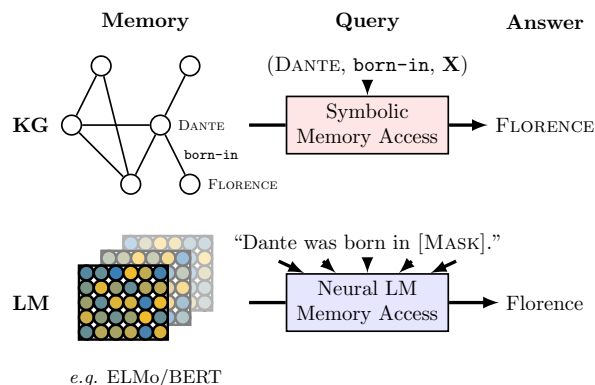 Memory Query Answer
(DANTE, born-in, X)
KG
DANTE
born-in
FLORENCE
Symbolic
Memory Access
FLORENCE
“Dante was born in [MASK].”
LM
Neural LM
Memory Access
Florence
e.g. ELMo/BERT